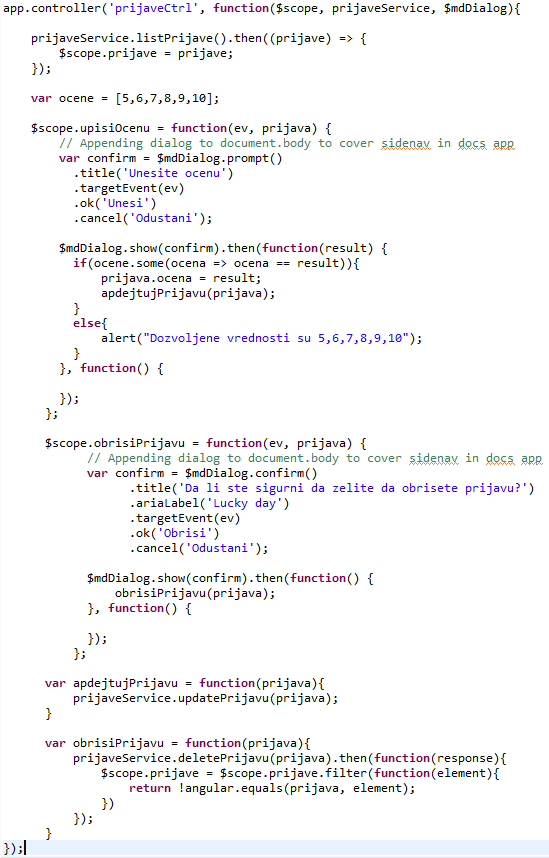 app.controller('prijaveCtrl', function($scope, prijaveService, $mdDialog){

    prijaveService.listPrijave().then((prijave) => {
        $scope.prijave = prijave;
    });

    var ocene = [5,6,7,8,9,10];

    $scope.upisiOcenu = function(ev, prijava) {
        // Appending dialog to document.body to cover sidenav in docs app
        var confirm = $mdDialog.prompt()
          .title('Unesite ocenu')
          .targetEvent(ev)
          .ok('Unesi')
          .cancel('Odustani');

        $mdDialog.show(confirm).then(function(result) {
          if(ocene.some(ocena => ocena == result)){
              prijava.ocena = result;
              apdejtujPrijavu(prijava);
          }
          else{
              alert("Dozvoljene vrednosti su 5,6,7,8,9,10");
          }
        }, function() {

        });
      };

      $scope.obrisiPrijavu = function(ev, prijava) {
            // Appending dialog to document.body to cover sidenav in docs app
            var confirm = $mdDialog.confirm()
                  .title('Da li ste sigurni da zelite da obrisete prijavu?')
                  .ariaLabel('Lucky day')
                  .targetEvent(ev)
                  .ok('Obrisi')
                  .cancel('Odustani');

            $mdDialog.show(confirm).then(function() {
                obrisiPrijavu(prijava);
            }, function() {

            });
          };

      var apdejtujPrijavu = function(prijava){
          prijaveService.updatePrijavu(prijava);
      }

      var obrisiPrijavu = function(prijava){
          prijaveService.deletePrijavu(prijava).then(function(response){
              $scope.prijave = $scope.prijave.filter(function(element){
                  return !angular.equals(prijava, element);
              })
          });
      }
});